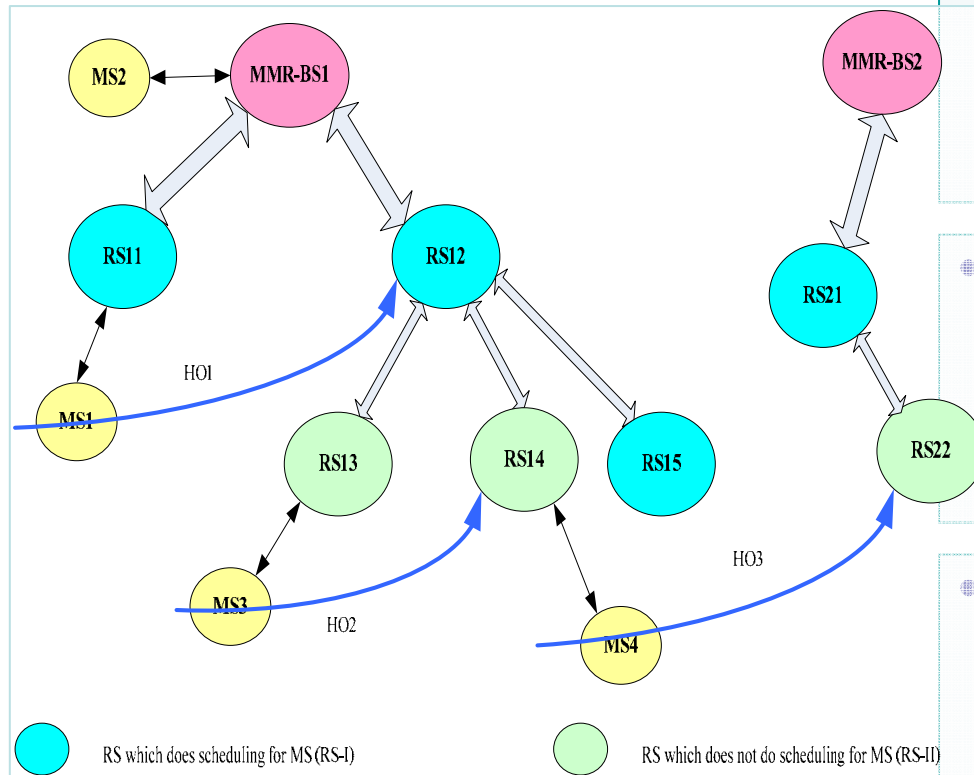 MS2
MMR-BS1
MMR-BS2
RS11
RS12
RS21
HO1
MS1
RS13
RS14
RS15
RS22
HO3
MS3
HO2
MS4
RS which does scheduling for MS (RS-I)
RS which does not do scheduling for MS (RS-II)